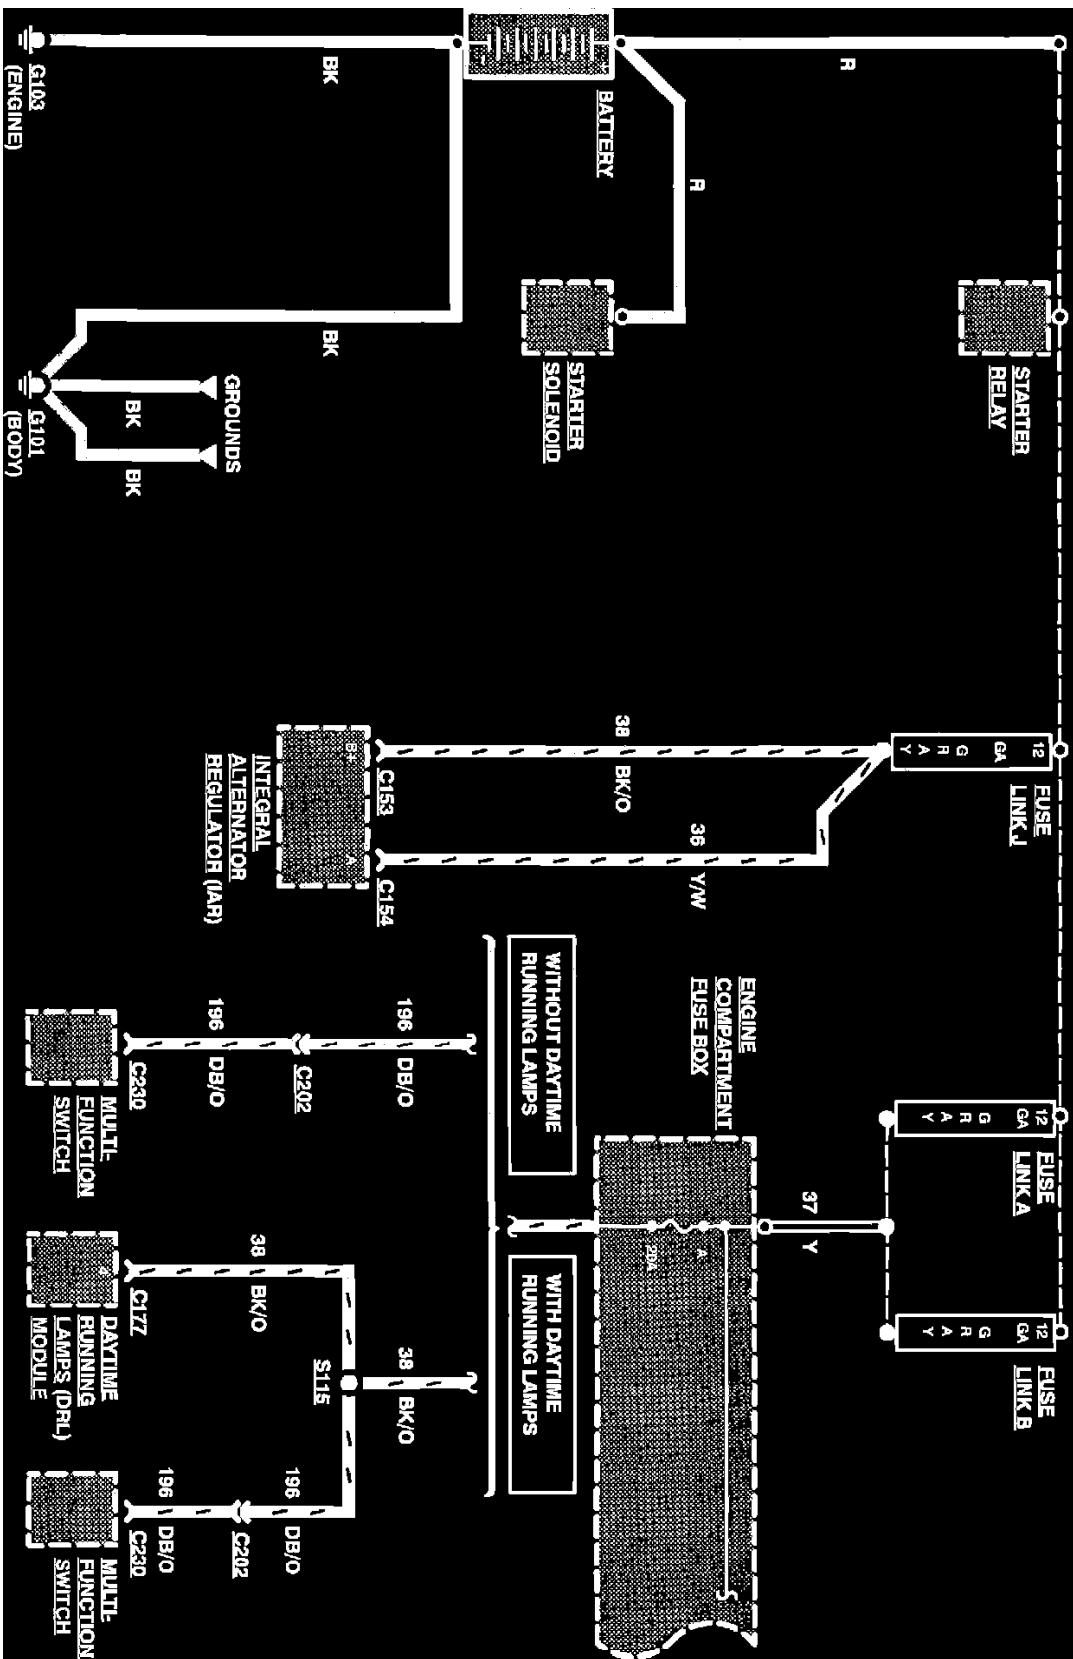 R
BATTERY
R
BK
G103
(ENGINE)
BK
GROUNDS
BK
BK
G101
(BODY)
STARTER
SOLENOID
STARTER
RELAY
12
GA
G
R
A
Y
FUSE
LINK J
38 BK/O
36 Y/W
C153
C154
B+
A
INTEGRAL
ALTERNATOR
REGULATOR (IAR)
12
GA
G
R
A
Y
FUSE
LINK A
12
GA
G
R
A
Y
FUSE
LINK B
37 Y
ENGINE
COMPARTMENT
FUSE BOX
A
20A
WITHOUT DAYTIME
RUNNING LAMPS
WITH DAYTIME
RUNNING LAMPS
196 DB/O
C202
196 DB/O
C230
MULTI-
FUNCTION
SWITCH
38 BK/O
S115
38 BK/O
C177
4
DAYTIME
RUNNING
LAMPS (DRL)
MODULE
196 DB/O
C202
196 DB/O
C230
MULTI-
FUNCTION
SWITCH